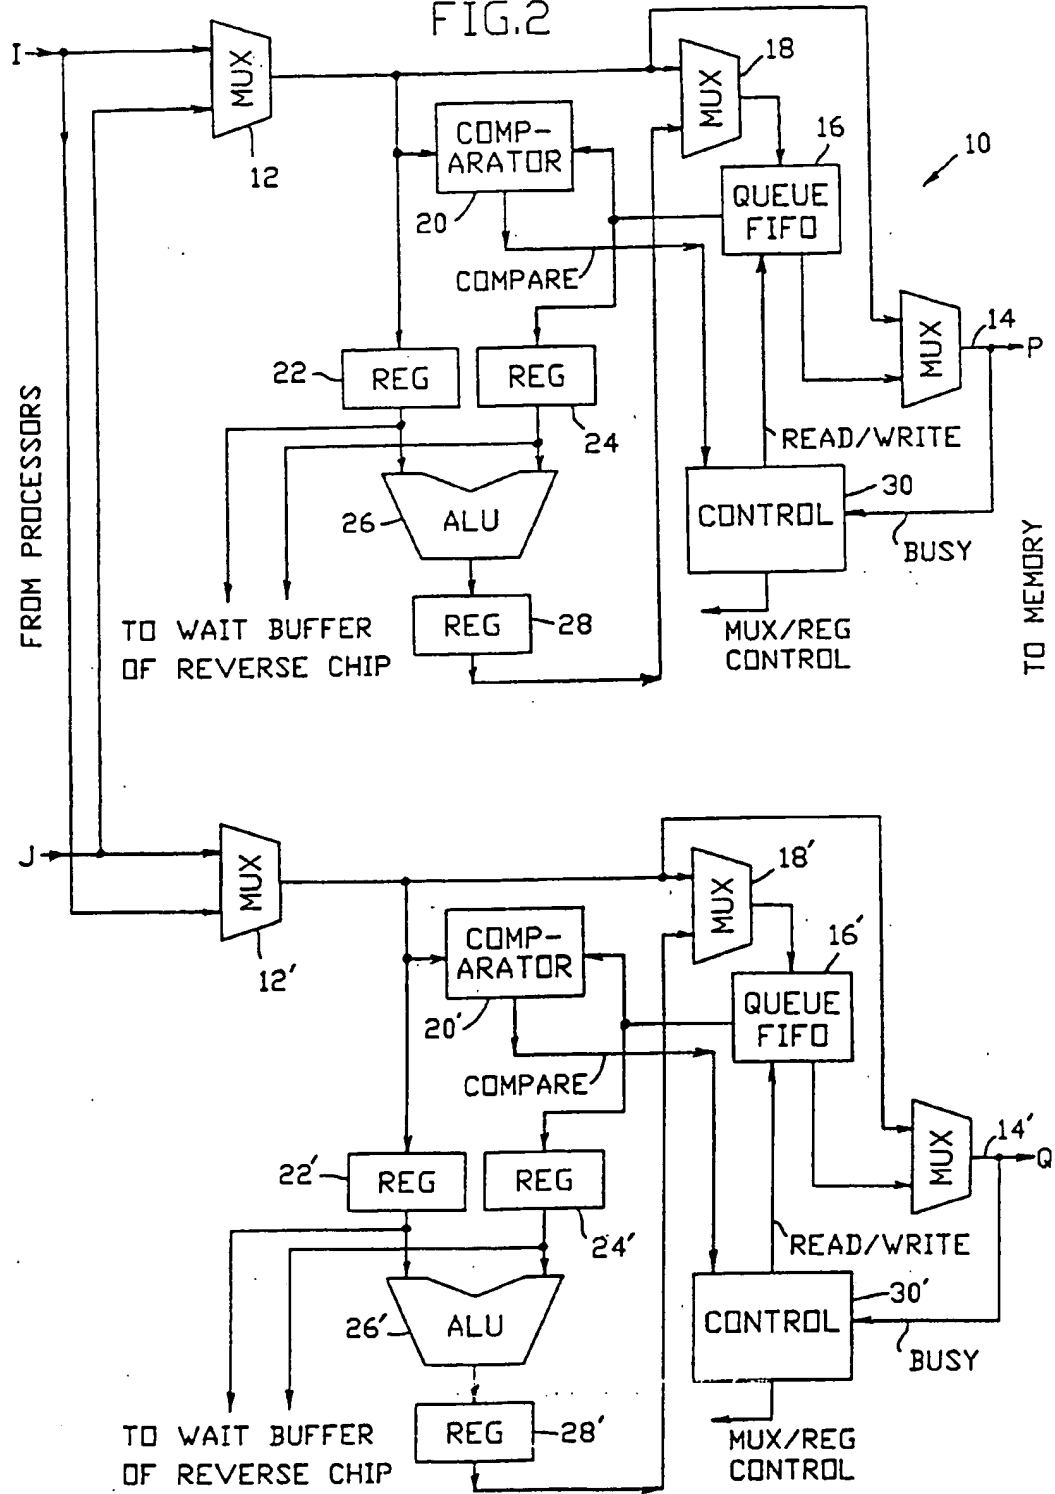 FIG.2
I
MUX
12
COMP-
ARATOR
20
MUX
18
16
QUEUE
FIFO
10
COMPARE
MUX
14
P
22
REG
REG
24
READ/WRITE
26
ALU
CONTROL
30
BUSY
FROM PROCESSORS
TO MEMORY
TO WAIT BUFFER
OF REVERSE CHIP
REG
28
MUX/REG
CONTROL
J
MUX
12'
COMP-
ARATOR
20'
MUX
18'
16'
QUEUE
FIFO
COMPARE
MUX
14'
Q
22'
REG
REG
24'
READ/WRITE
26'
ALU
CONTROL
30'
BUSY
TO WAIT BUFFER
OF REVERSE CHIP
REG
28'
MUX/REG
CONTROL